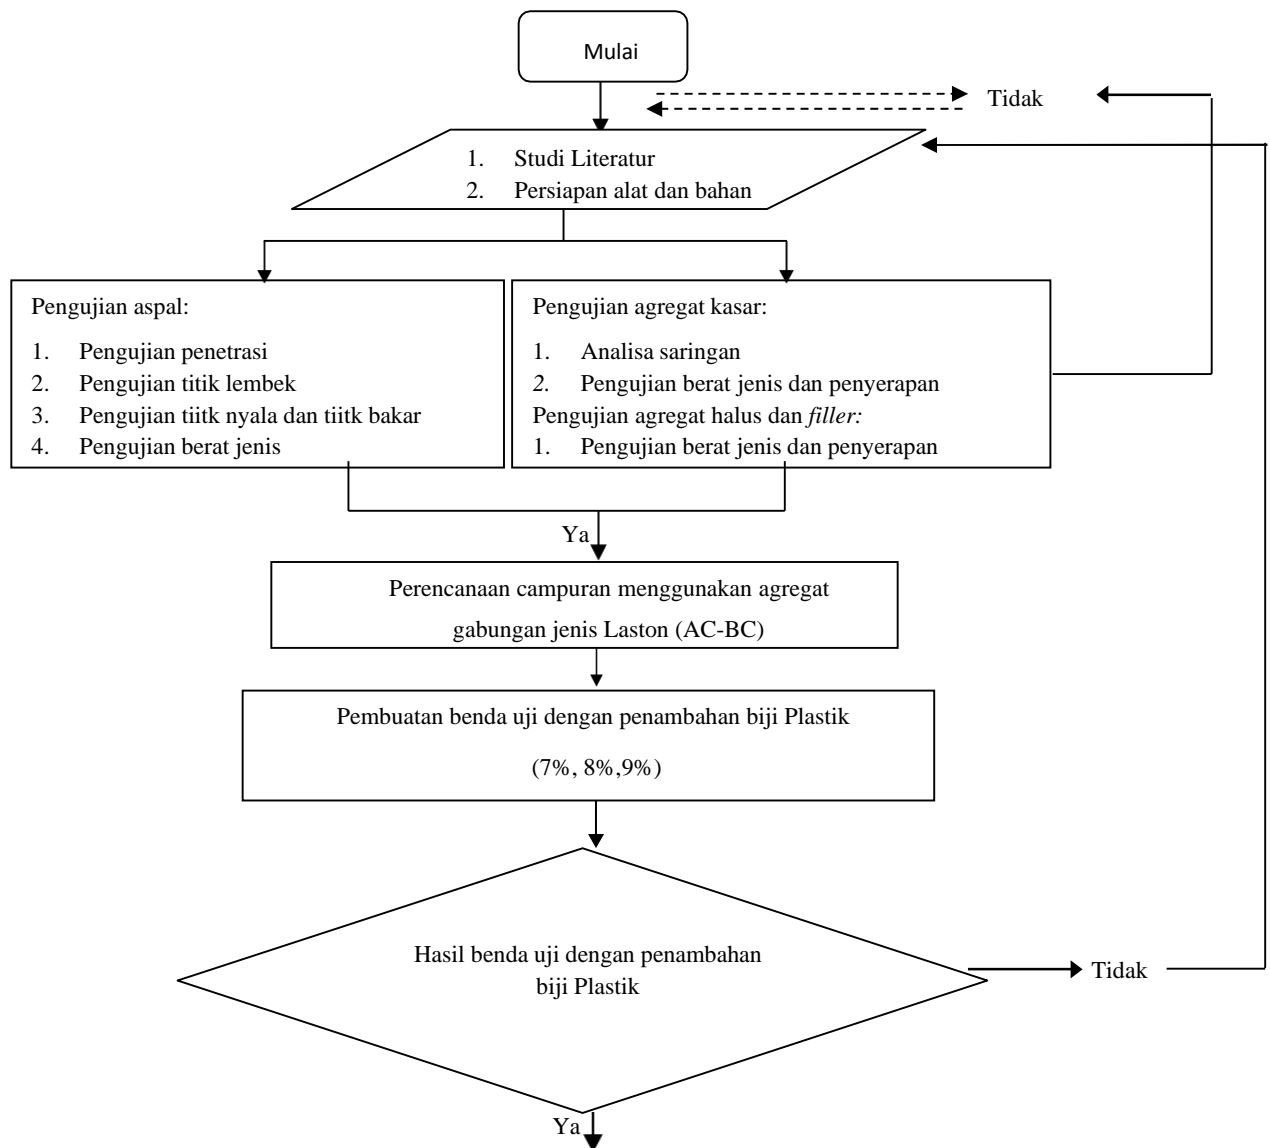 Mulai
Tidak
1. Studi Literatur
2. Persiapan alat dan bahan
Pengujian aspal:
1. Pengujian penetrasi
2. Pengujian titik lembek
3. Pengujian tiitk nyala dan tiitk bakar
4. Pengujian berat jenis
Pengujian agregat kasar:
1. Analisa saringan
2. Pengujian berat jenis dan penyerapan
Pengujian agregat halus dan filler:
1. Pengujian berat jenis dan penyerapan
Ya
Perencanaan campuran menggunakan agregat
gabungan jenis Laston (AC-BC)
Pembuatan benda uji dengan penambahan biji Plastik
(7%, 8%,9%)
Hasil benda uji dengan penambahan
biji Plastik
Tidak
Ya